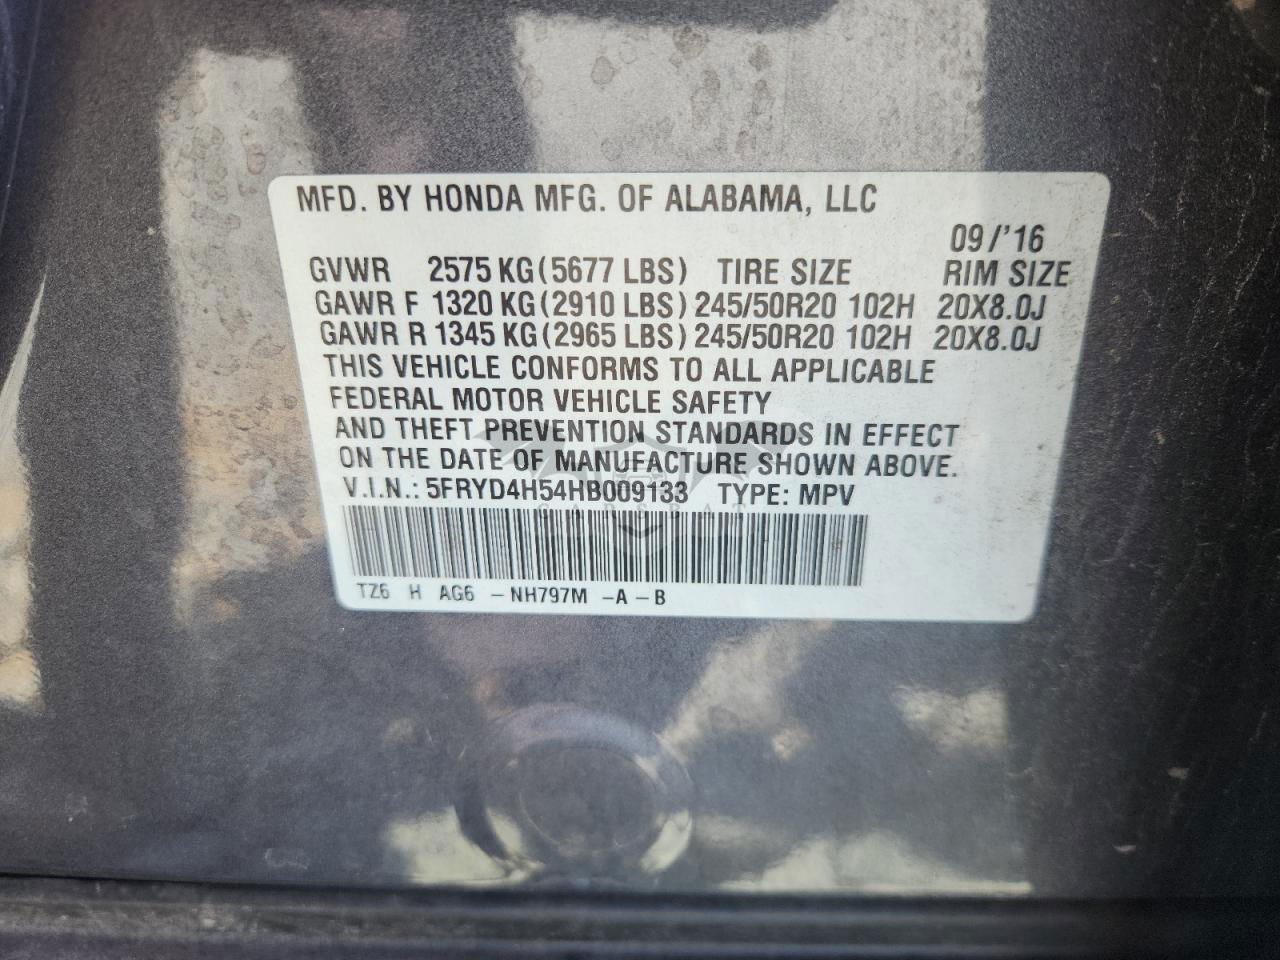 MFD. BY HONDA MFG. OF ALABAMA, LLC
09/'16
GVWR 2575 KG (5677 LBS) TIRE SIZE RIM SIZE
GAWR F 1320 KG (2910 LBS) 245/50R20 102H 20X8.0J
GAWR R 1345 KG (2965 LBS) 245/50R20 102H 20X8.0J
THIS VEHICLE CONFORMS TO ALL APPLICABLE
FEDERAL MOTOR VEHICLE SAFETY
AND THEFT PREVENTION STANDARDS IN EFFECT
ON THE DATE OF MANUFACTURE SHOWN ABOVE.
V.I.N.: 5FRYD4H54HB009133 TYPE: MPV
CARSBAT
TZ6 H AG6 - NH797M - A - B